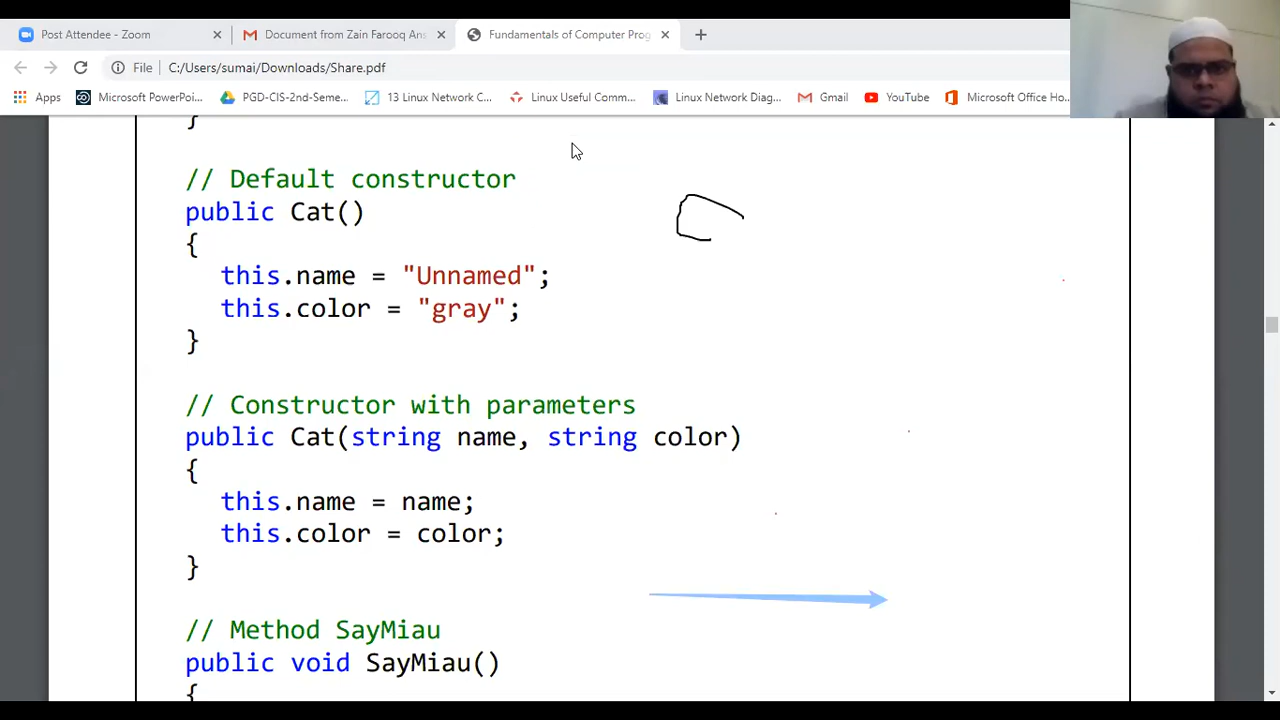 Post Attendee - Zoom
Document from Zain Farooq Ans
Fundamentals of Computer Prog
File C:/Users/sumai/Downloads/Share.pdf
Apps Microsoft PowerPoi... PGD-CIS-2nd-Seme... 13 Linux Network C... Linux Useful Comm... Linux Network Diag... Gmail YouTube Microsoft Office Ho
}
// Default constructor
public Cat()
{
this.name = "Unnamed";
this.color = "gray";
}
// Constructor with parameters
public Cat(string name, string color)
{
this.name = name;
this.color = color;
}
// Method SayMiau
public void SayMiau()
{